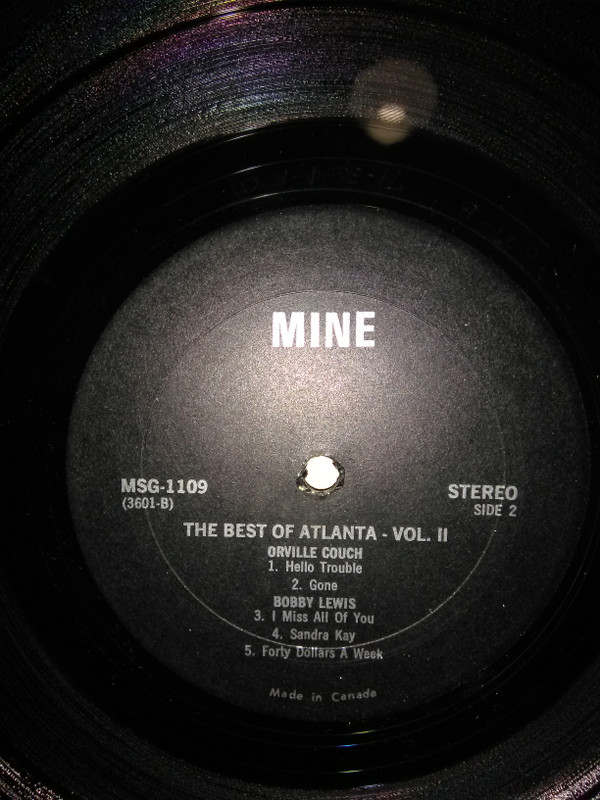 MINE
MSG-1109
(3601-B)
STEREO
SIDE 2
THE BEST OF ATLANTA - VOL. II
ORVILLE COUCH
1. Hello Trouble
2. Gone
BOBBY LEWIS
3. I Miss All Of You
4. Sandra Kay
5. Forty Dollars A Week
Made in Canada